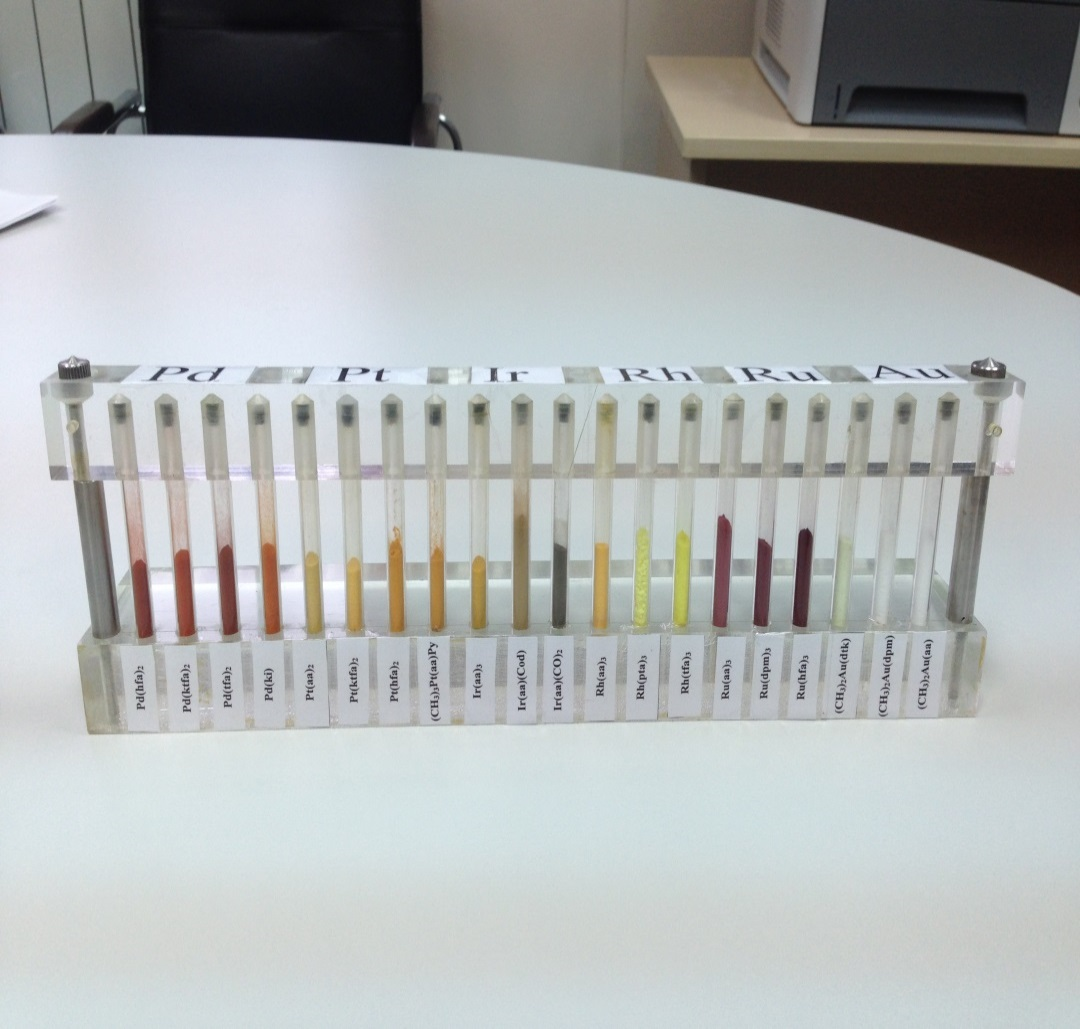 Pd Pt Ir Rh Ru Au
Pd(hfa)₂
Pd(ktfa)₂
Pd(tfa)₂
Pd(ki)
Pt(aa)₂
Pt(ktfa)₂
Pt(hfa)₂
(CH₃)₃Pt(aa)Py
Ir(aa)₃
Ir(aa)(Cod)
Ir(aa)(CO)₂
Rh(aa)₃
Rh(pta)₃
Rh(tfa)₃
Ru(aa)₃
Ru(dpm)₃
Ru(hfa)₃
(CH₃)₂Au(dtk)
(CH₃)₂Au(dpm)
(CH₃)₂Au(aa)